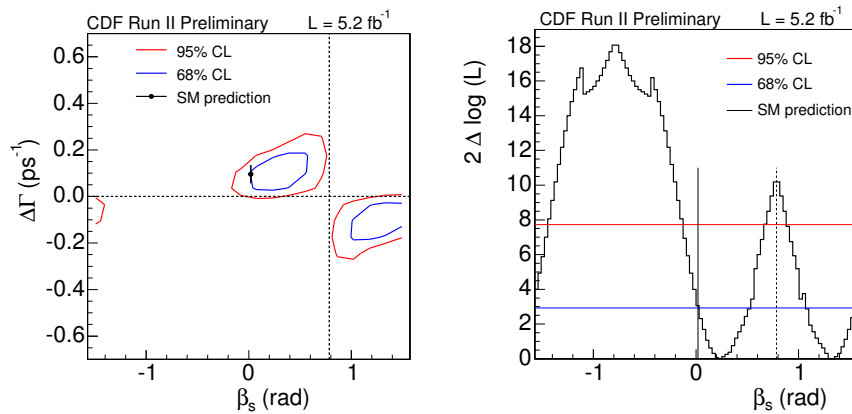 CDF Run II Preliminary L = 5.2 fb⁻¹
0.6
0.4
0.2
0.0
-0.2
-0.4
-0.6
ΔΓ (ps⁻¹)
95% CL
68% CL
SM prediction
-1 0 1
βₛ (rad)
CDF Run II Preliminary L = 5.2 fb⁻¹
18
16
14
12
10
8
6
4
2
0
2 Δ log (L)
95% CL
68% CL
SM prediction
-1 0 1
βₛ (rad)